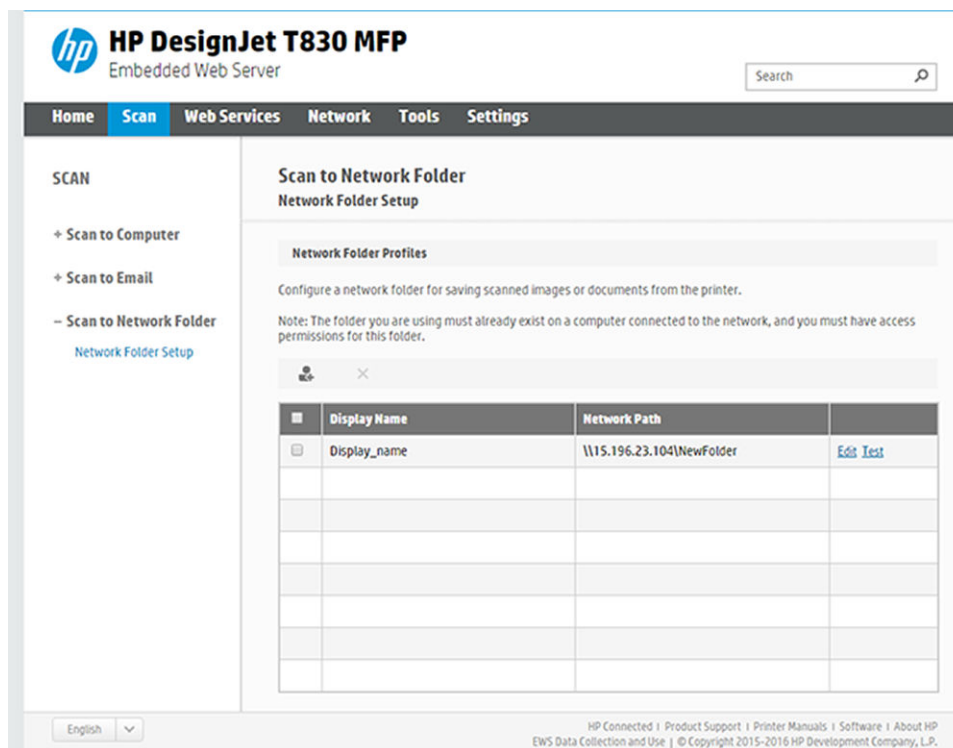 hp
HP DesignJet T830 MFP
Embedded Web Server
Search
Home Scan Web Services Network Tools Settings
SCAN
+ Scan to Computer
+ Scan to Email
– Scan to Network Folder
Network Folder Setup
Scan to Network Folder
Network Folder Setup
Network Folder Profiles
Configure a network folder for saving scanned images or documents from the printer.
Note: The folder you are using must already exist on a computer connected to the network, and you must have access
permissions for this folder.
Display Name Network Path
Display_name \\15.196.23.104\NewFolder Edit Test
English
HP Connected | Product Support | Printer Manuals | Software | About HP
EWS Data Collection and Use | © Copyright 2015-2016 HP Development Company, L.P.